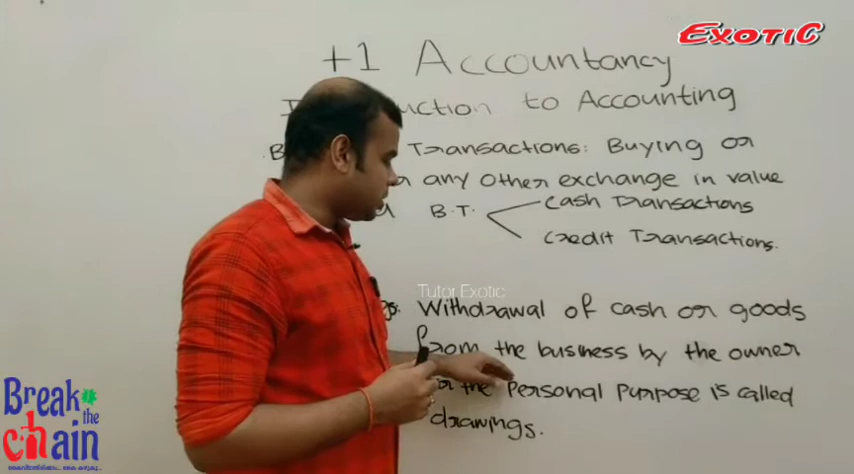 EXOTIC
+1 Accountancy
uction to Accounting
Transactions: Buying or
any other exchange in value
B.T. Cash Transactions
Credit Transactions.
Tutor Exotic
gs: Withdrawal of cash or goods
from the business by the owner
the Personal Purpose is called
drawings.
Break
the
chain